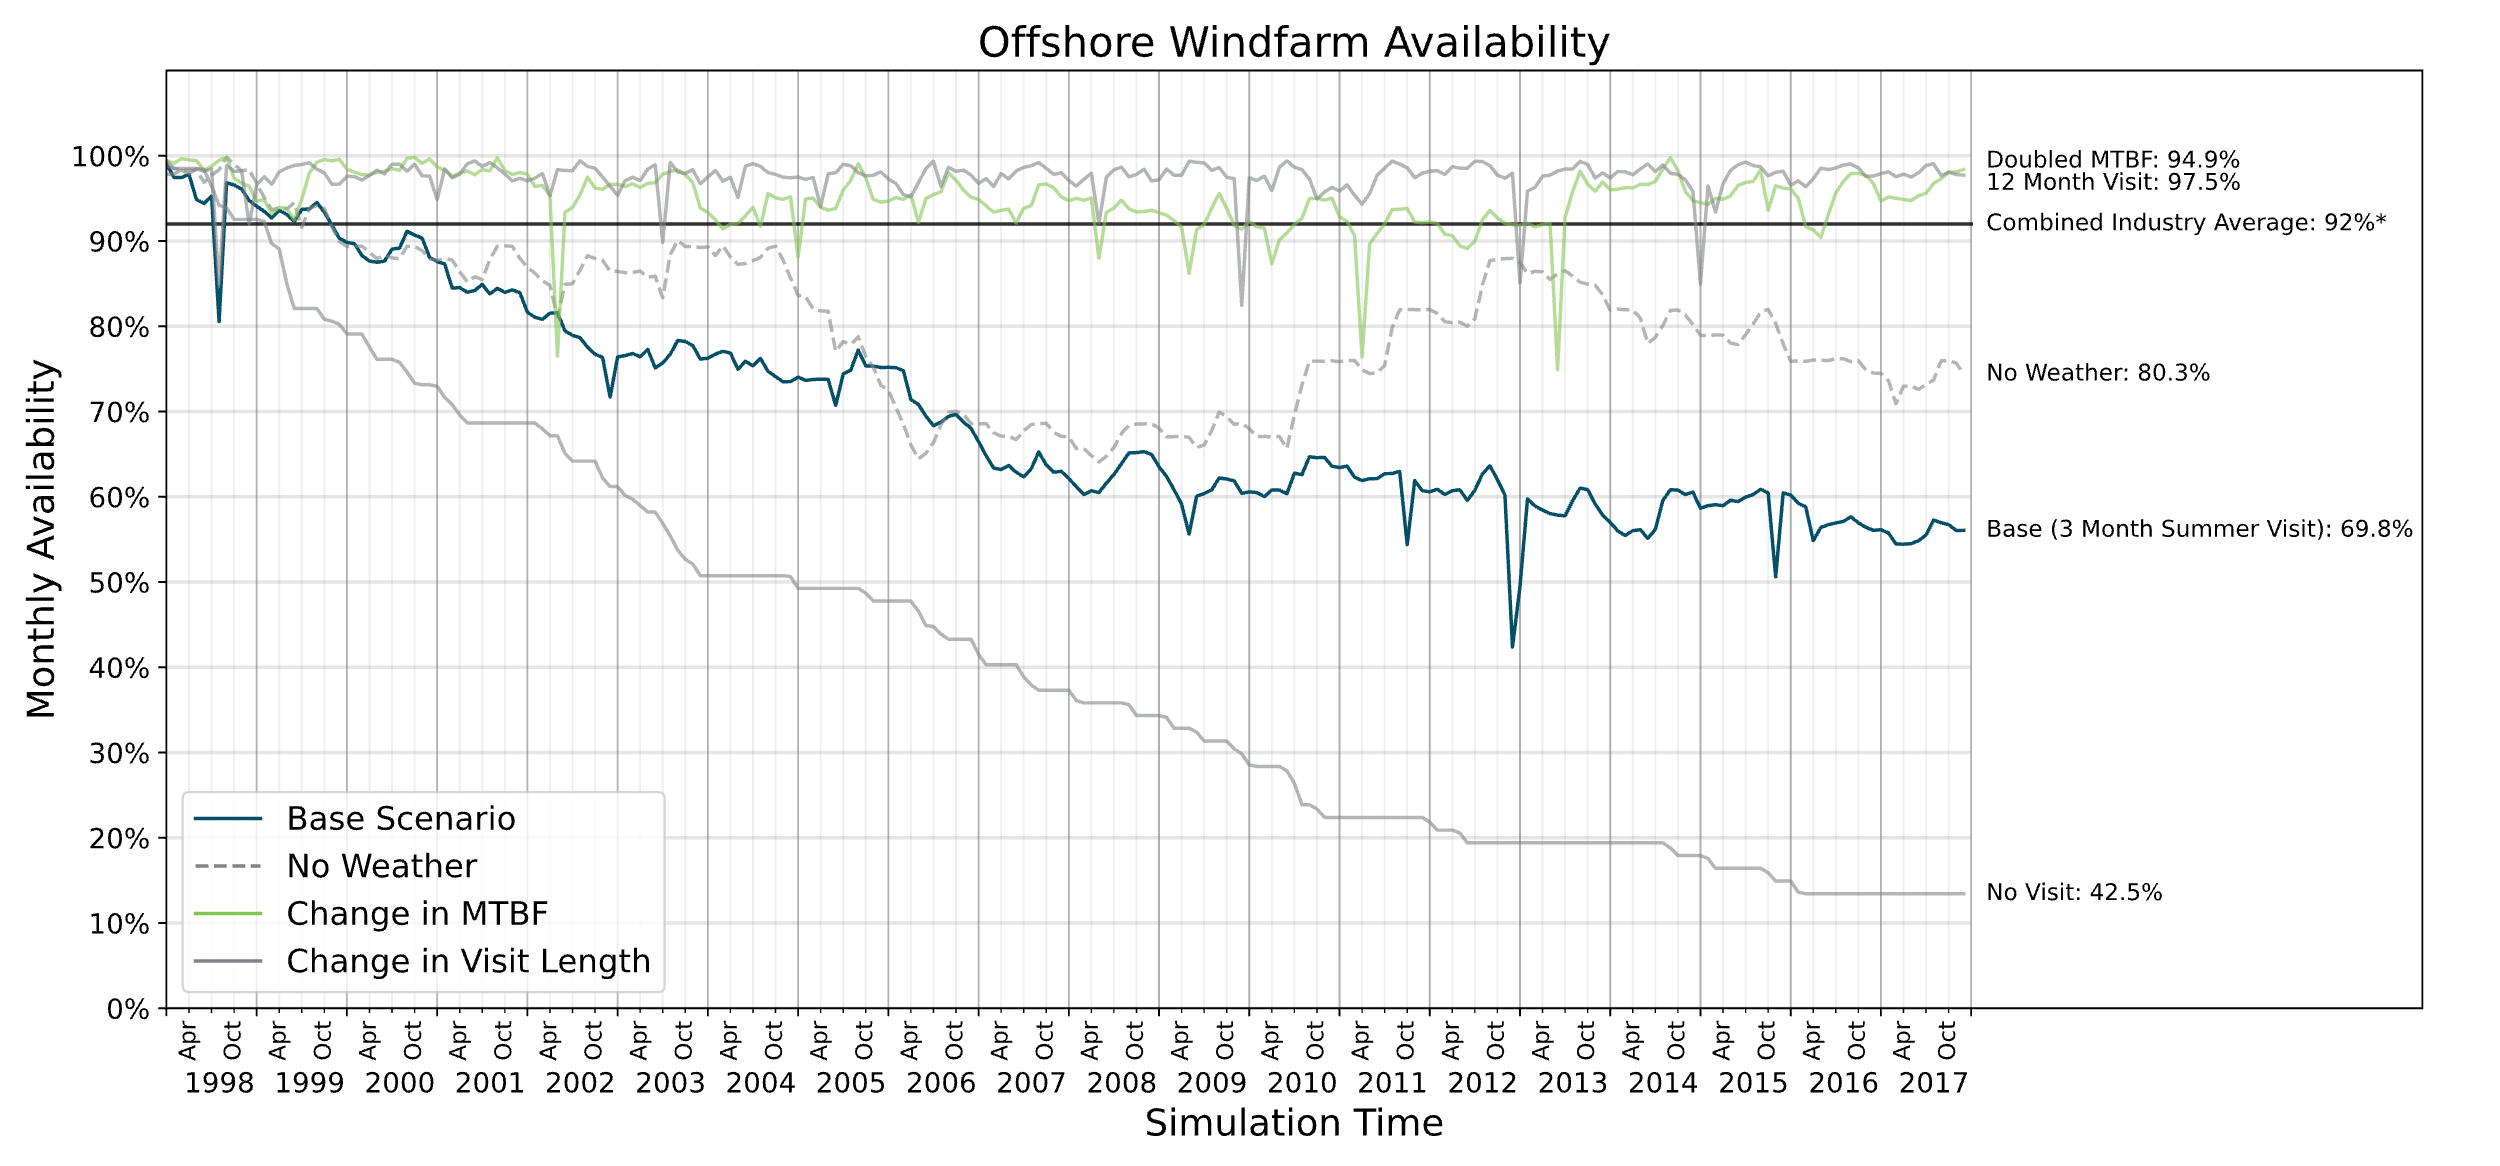 Offshore Windfarm Availability
Monthly Availability
100%
90%
80%
70%
60%
50%
40%
30%
20%
10%
0%
Doubled MTBF: 94.9%
12 Month Visit: 97.5%
Combined Industry Average: 92%*
No Weather: 80.3%
Base (3 Month Summer Visit): 69.8%
No Visit: 42.5%
Base Scenario
No Weather
Change in MTBF
Change in Visit Length
Apr Oct Apr Oct Apr Oct Apr Oct Apr Oct Apr Oct Apr Oct Apr Oct Apr Oct Apr Oct Apr Oct Apr Oct Apr Oct Apr Oct Apr Oct Apr Oct Apr Oct Apr Oct Apr Oct Apr Oct
1998 1999 2000 2001 2002 2003 2004 2005 2006 2007 2008 2009 2010 2011 2012 2013 2014 2015 2016 2017
Simulation Time